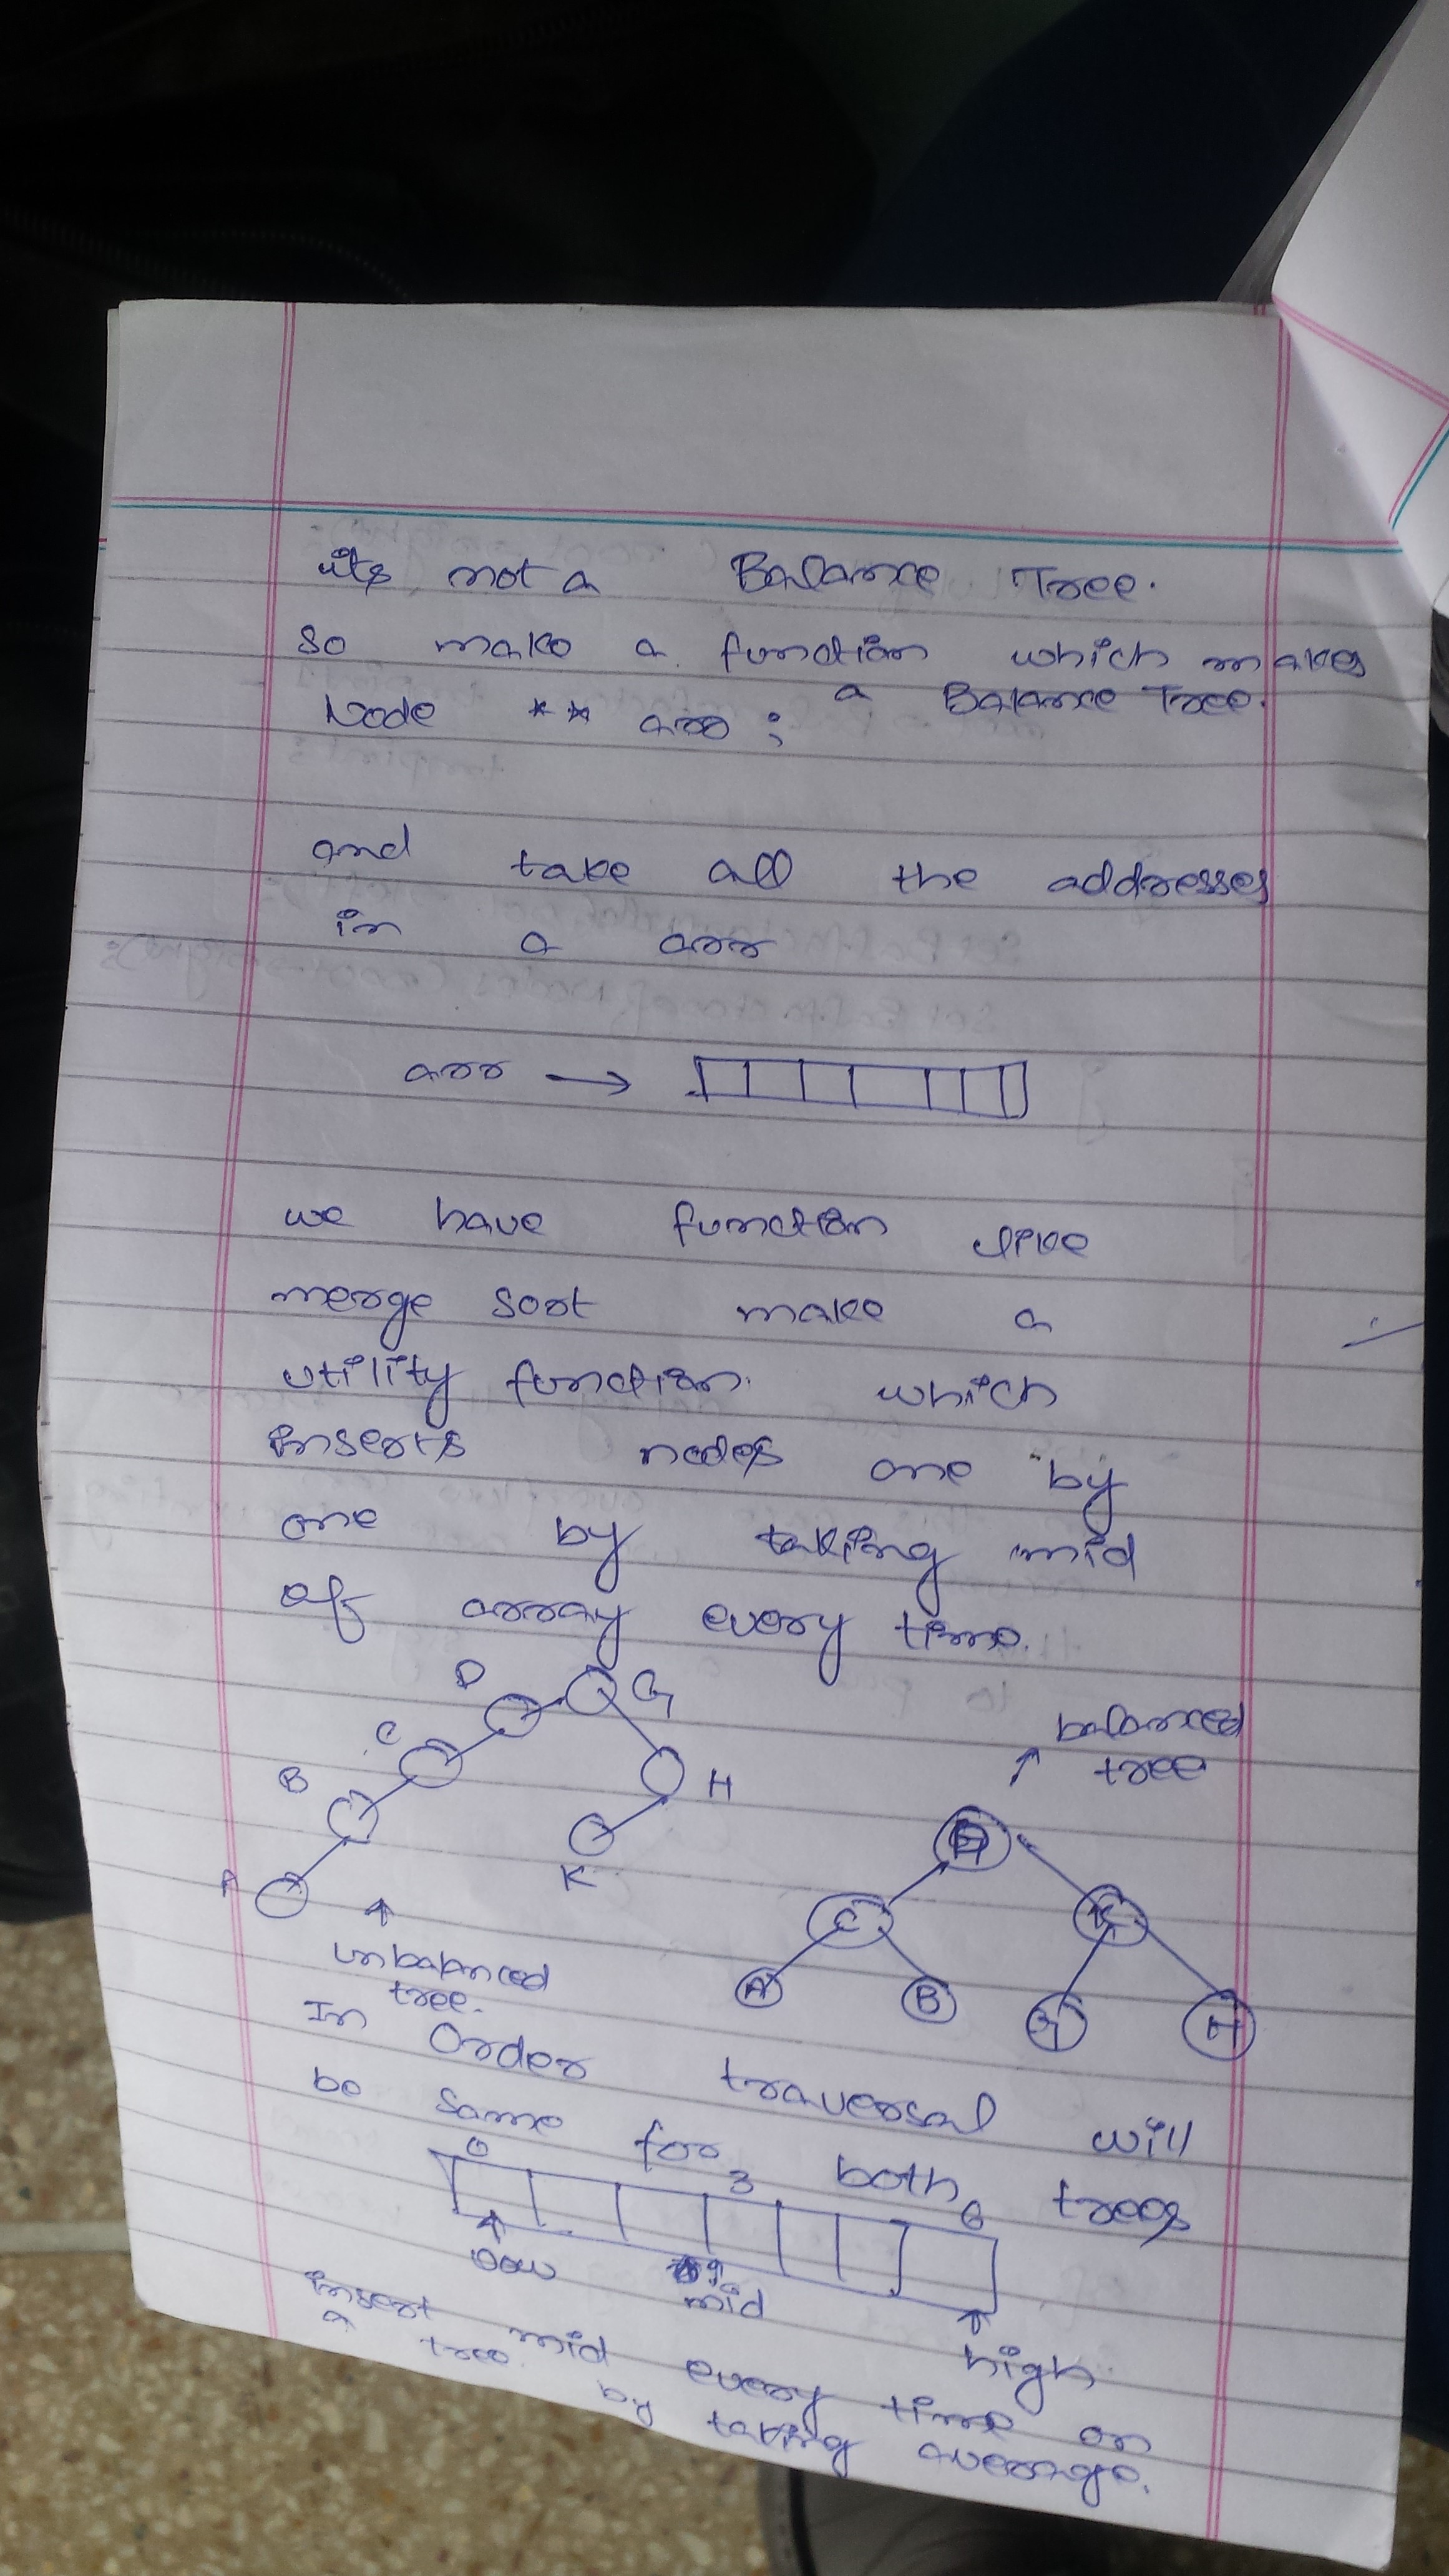 its not a Balance Tree.
so make a function which makes
a Balance Tree.
Node ** arr ;
and take all the addresses
in a arr
arr →
we have function like
merge sort make a
utility function which
inserts nodes one by
one by taking mid
of array every time.
D G
C
B H
A K
balanced
↑ tree
C K
A B G H
↑
unbalanced
tree.
In Order traversal will
be same for both trees
0 3 6
low mid high
insert mid every time on
a tree. by taking average.